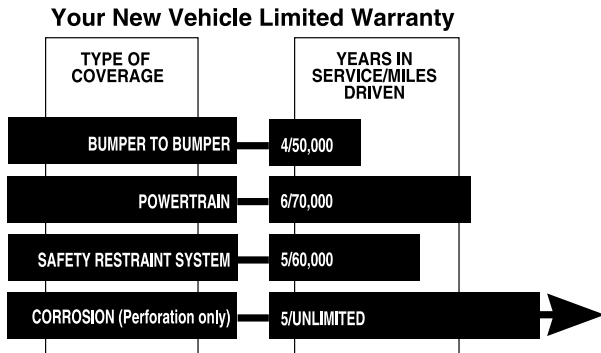 Your New Vehicle Limited Warranty
TYPE OF
COVERAGE
YEARS IN
SERVICE/MILES
DRIVEN
BUMPER TO BUMPER
4/50,000
POWERTRAIN
6/70,000
SAFETY RESTRAINT SYSTEM
5/60,000
CORROSION (Perforation only)
5/UNLIMITED